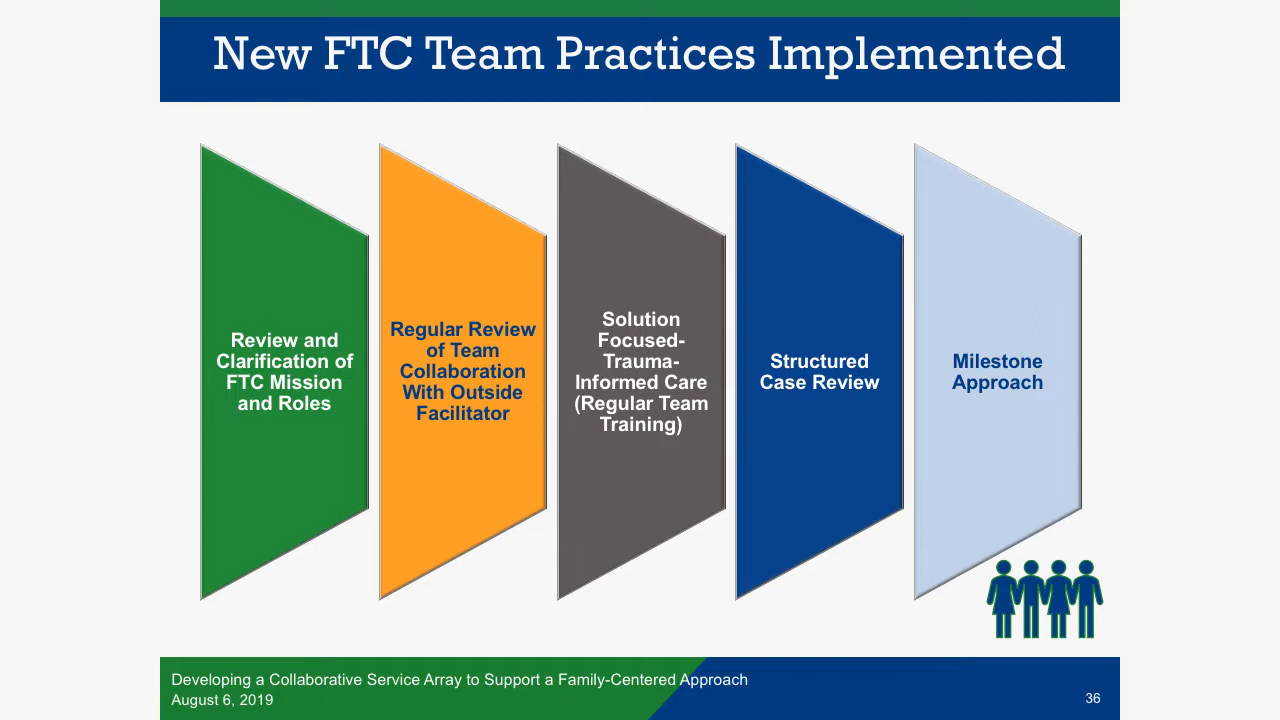 New FTC Team Practices Implemented
Review and
Clarification of
FTC Mission
and Roles
Regular Review
of Team
Collaboration
With Outside
Facilitator
Solution
Focused-
Trauma-
Informed Care
(Regular Team
Training)
Structured
Case Review
Milestone
Approach
Developing a Collaborative Service Array to Support a Family-Centered Approach
August 6, 2019
36